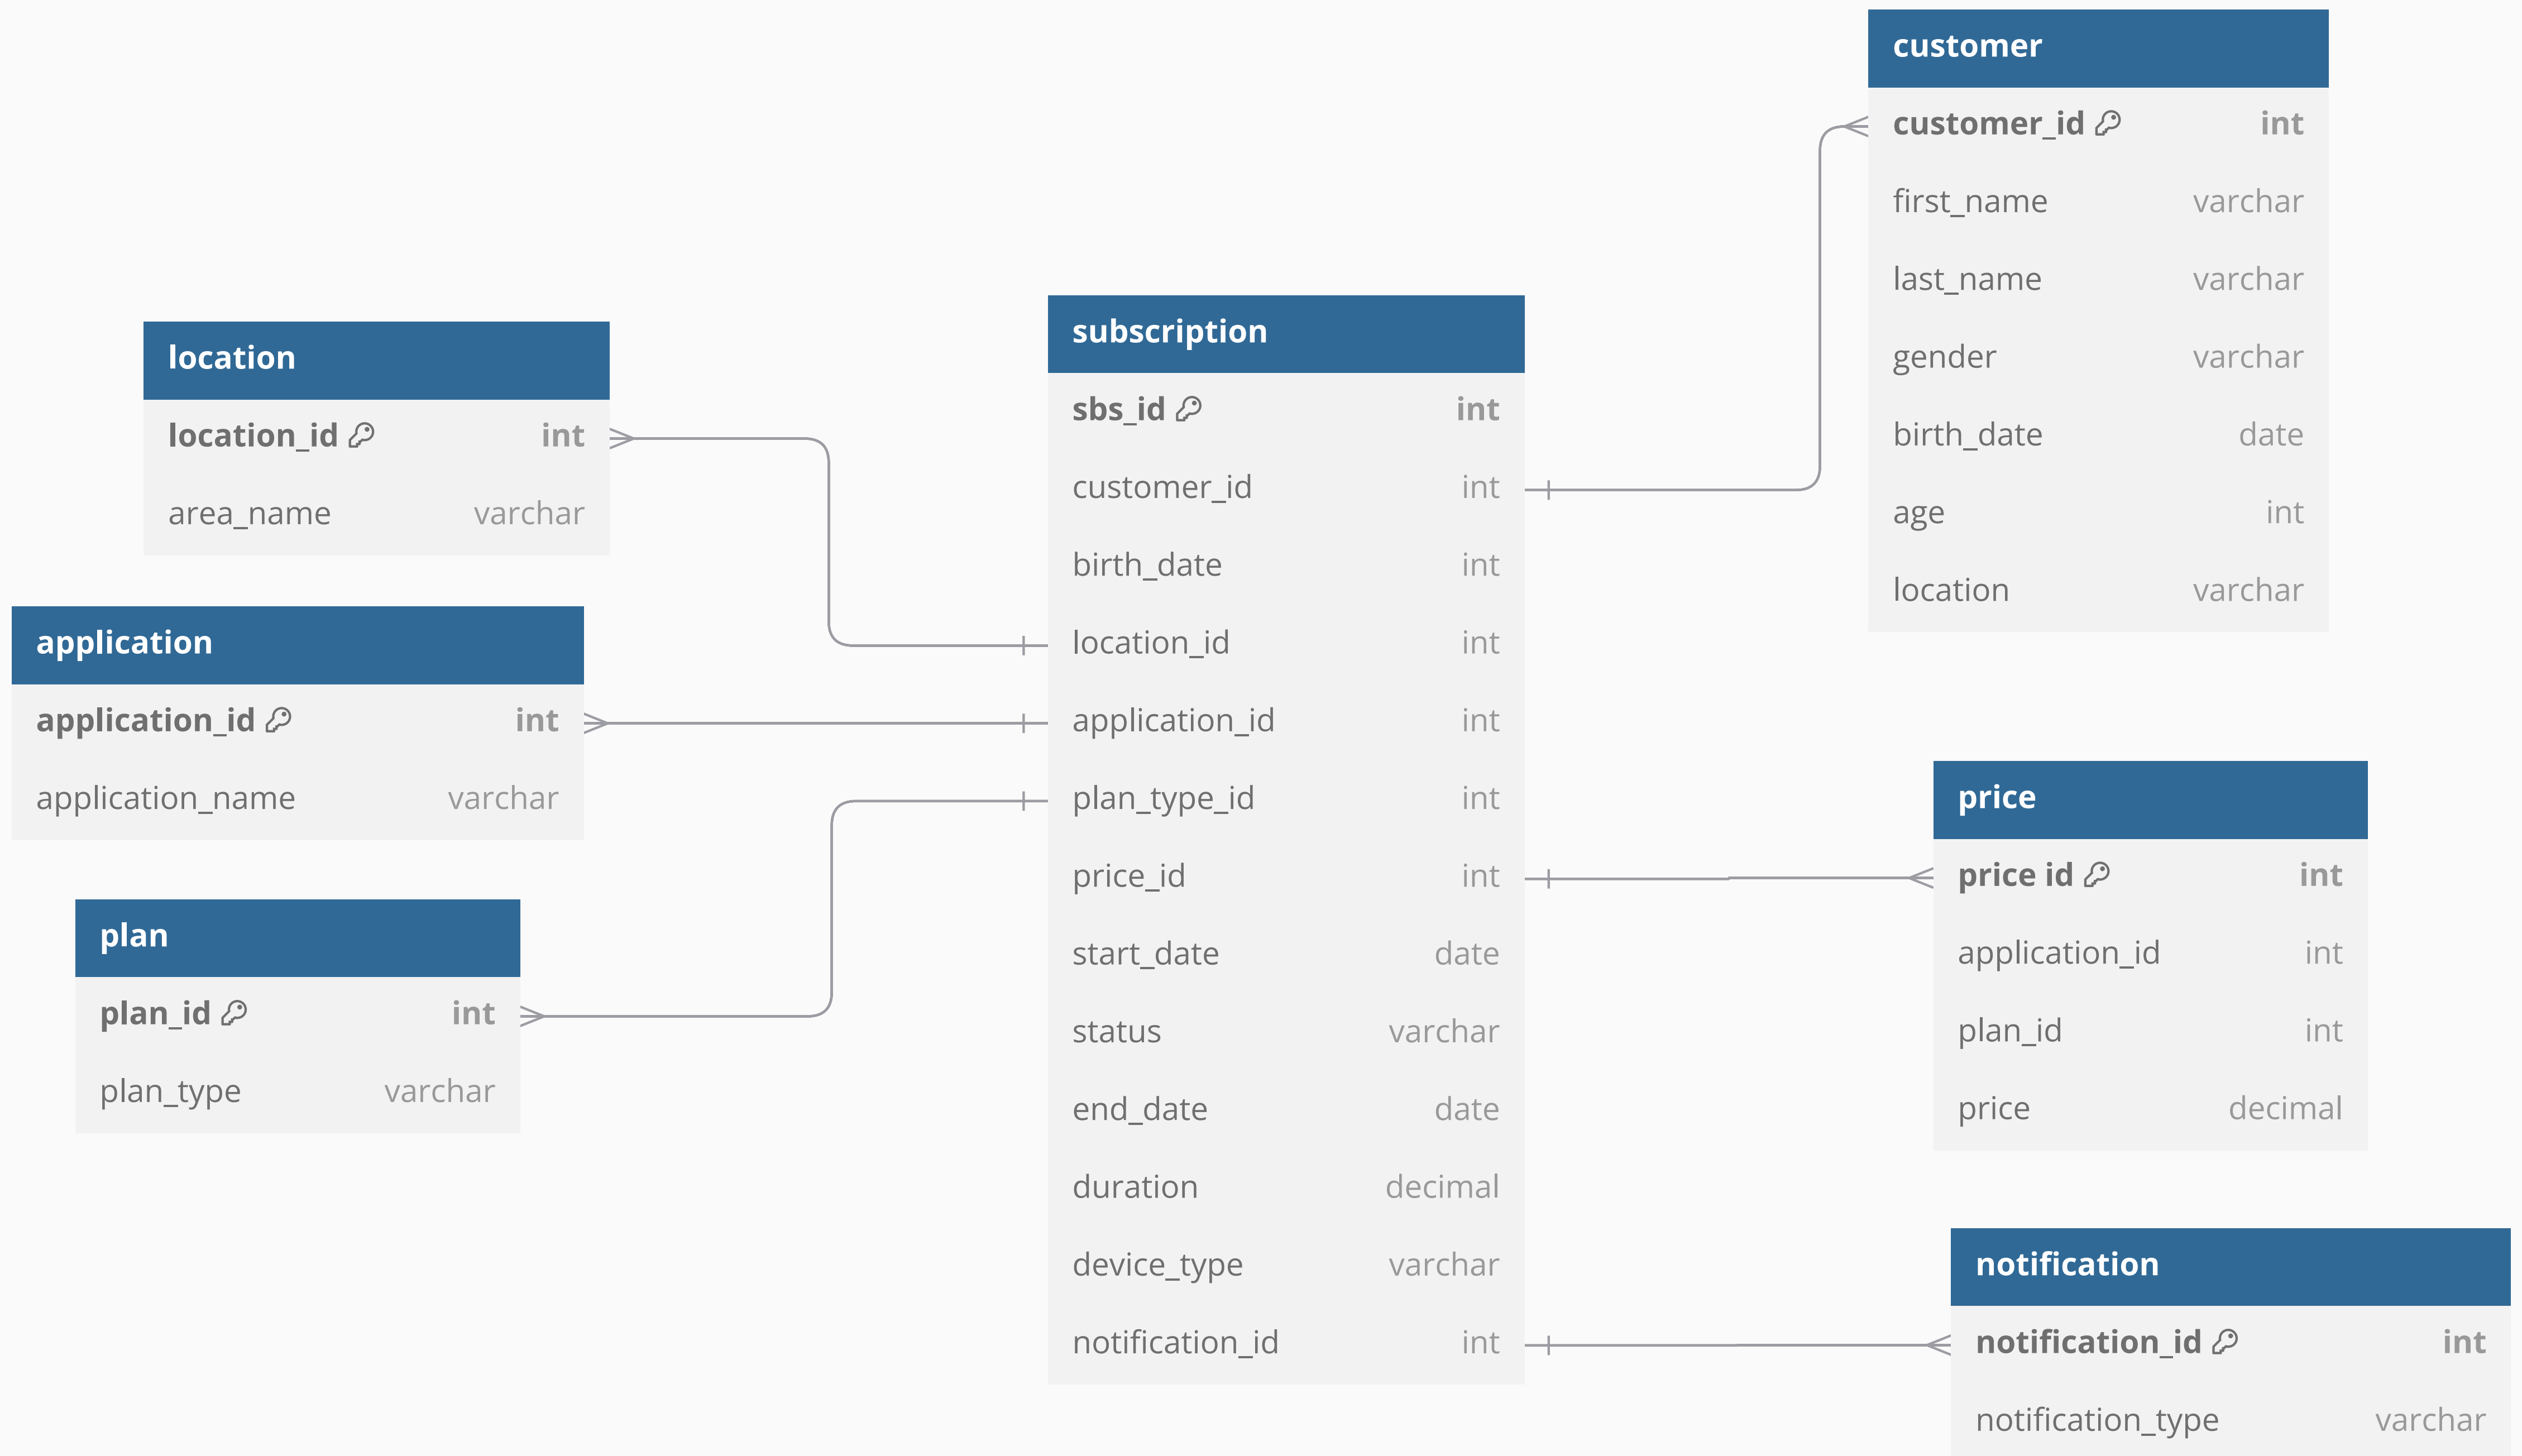 customer
customer_id int
first_name varchar
last_name varchar
gender varchar
birth_date date
age int
location varchar
location
location_id int
area_name varchar
subscription
sbs_id int
customer_id int
birth_date int
location_id int
application_id int
plan_type_id int
price_id int
start_date date
status varchar
end_date date
duration decimal
device_type varchar
notification_id int
application
application_id int
application_name varchar
plan
plan_id int
plan_type varchar
price
price id int
application_id int
plan_id int
price decimal
notification
notification_id int
notification_type varchar